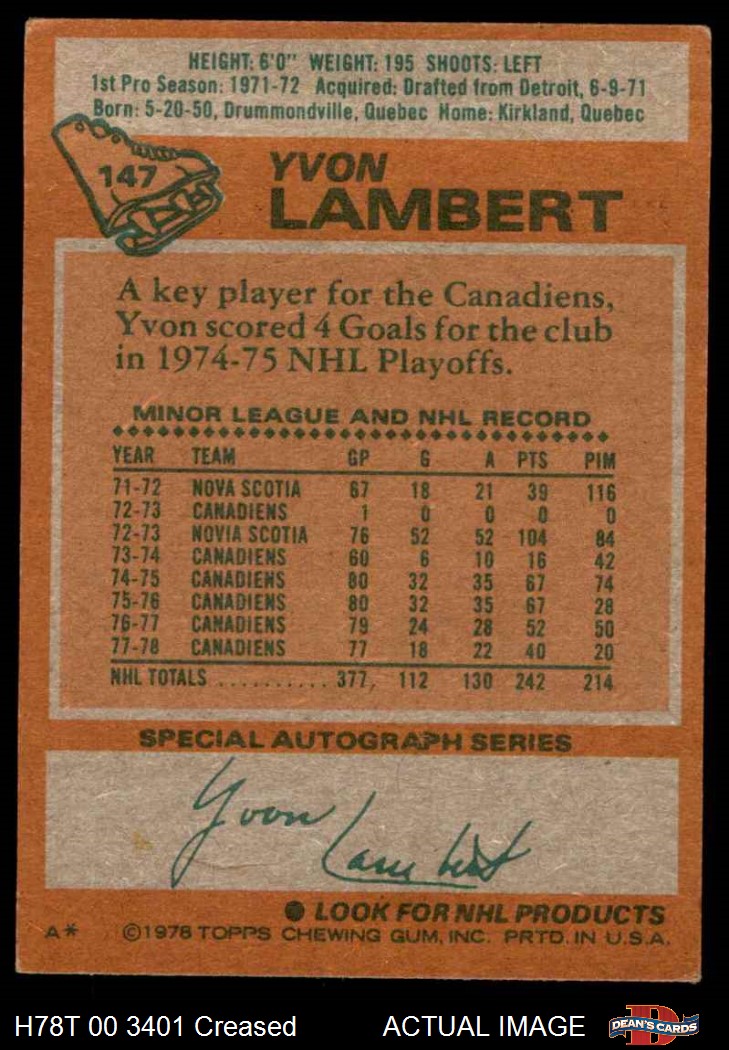 HEIGHT: 6'0" WEIGHT: 195 SHOOTS: LEFT
1st Pro Season: 1971-72 Acquired: Drafted from Detroit, 6-9-71
Born: 5-20-50, Drummondville, Quebec Home: Kirkland, Quebec
147
YVON
LAMBERT
A key player for the Canadiens,
Yvon scored 4 Goals for the club
in 1974-75 NHL Playoffs.
MINOR LEAGUE AND NHL RECORD
YEAR TEAM GP G A PTS PIM
71-72 NOVA SCOTIA 67 18 21 39 116
72-73 CANADIENS 1 0 0 0 0
72-73 NOVIA SCOTIA 76 52 52 104 84
73-74 CANADIENS 60 6 10 16 42
74-75 CANADIENS 80 32 35 67 74
75-76 CANADIENS 80 32 35 67 28
76-77 CANADIENS 79 24 28 52 50
77-78 CANADIENS 77 18 22 40 20
NHL TOTALS .......... 377, 112 130 242 214
SPECIAL AUTOGRAPH SERIES
Yvon Lambert
● LOOK FOR NHL PRODUCTS
A* ©1978 TOPPS CHEWING GUM, INC. PRTD. IN U.S.A.
H78T 00 3401 Creased ACTUAL IMAGE
D
DEAN'S CARDS